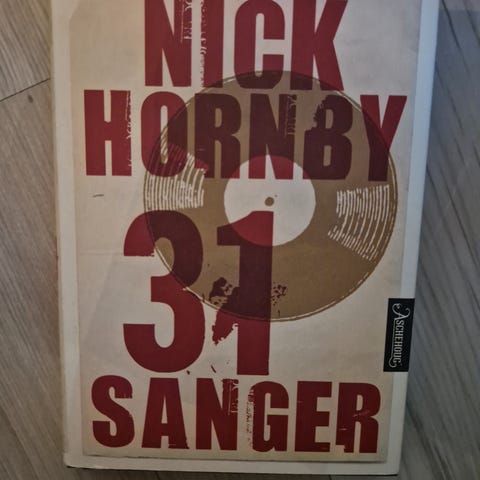 NICK
HORNBY
31
SANGER
ASCHEHOUG